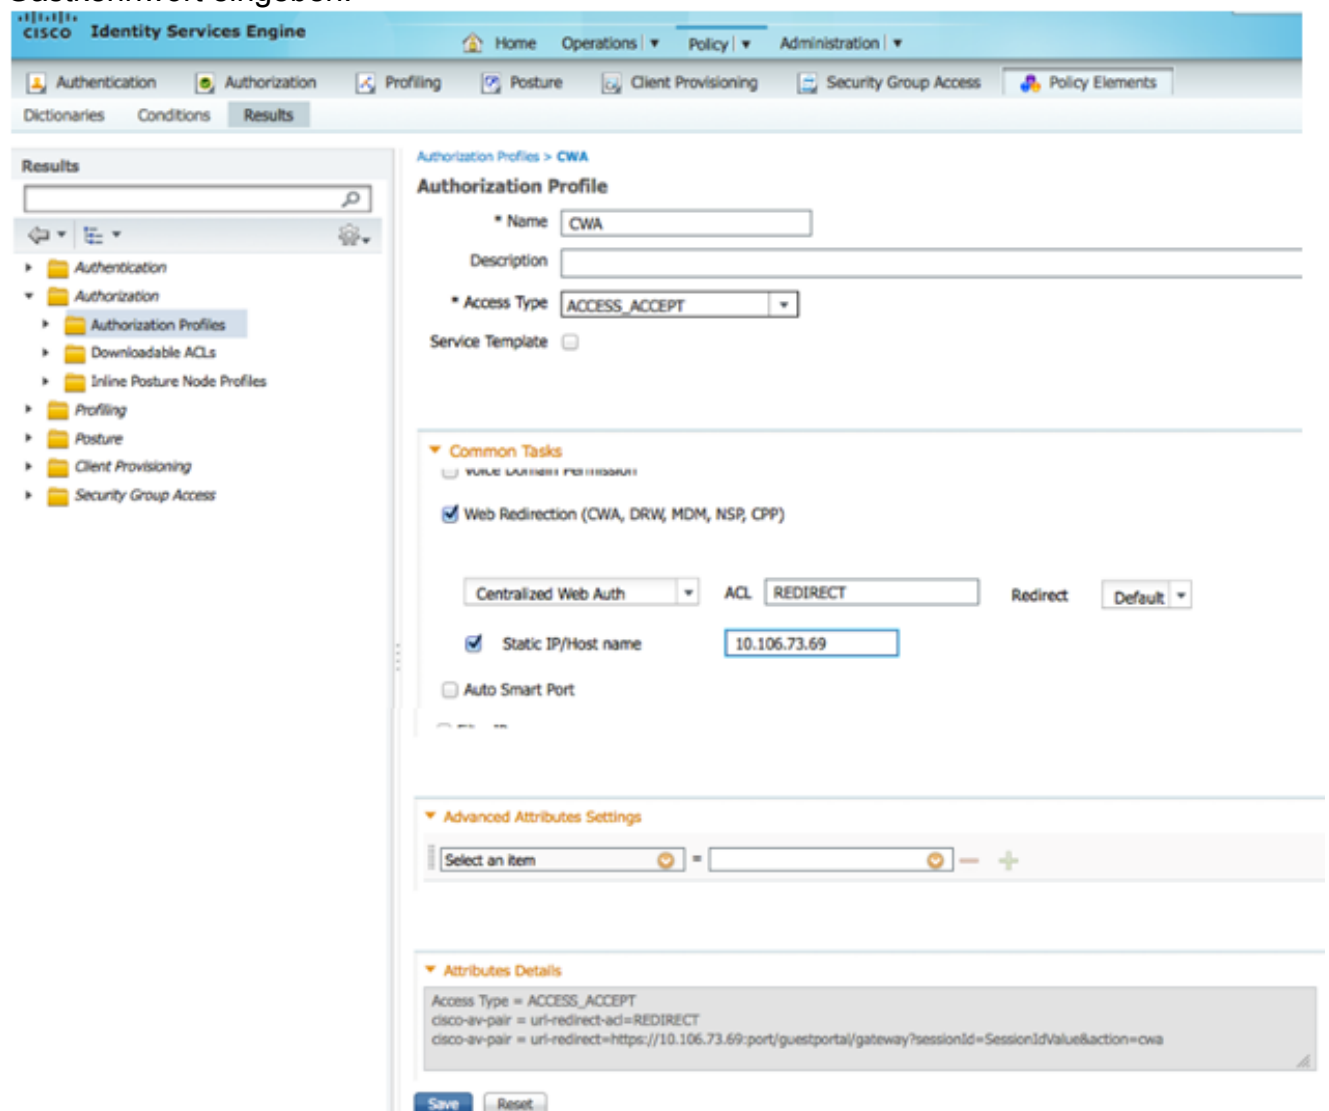 Gastkennwort eingeben.
CISCO Identity Services Engine
Home Operations Policy Administration
Authentication Authorization Profiling Posture Client Provisioning Security Group Access Policy Elements
Dictionaries Conditions Results
Results
Authentication
Authorization
Authorization Profiles
Downloadable ACLs
Inline Posture Node Profiles
Profiling
Posture
Client Provisioning
Security Group Access
Authorization Profiles > CWA
Authorization Profile
* Name CWA
Description
* Access Type ACCESS_ACCEPT
Service Template
Common Tasks
Voice Domain Permission
Web Redirection (CWA, DRW, MDM, NSP, CPP)
Centralized Web Auth ACL REDIRECT Redirect Default
Static IP/Host name 10.106.73.69
Auto Smart Port
Advanced Attributes Settings
Select an item =
Attributes Details
Access Type = ACCESS_ACCEPT
cisco-av-pair = url-redirect-acl=REDIRECT
cisco-av-pair = url-redirect=https://10.106.73.69:port/guestportal/gateway?sessionId=SessionIdValue&action=cwa
Save Reset